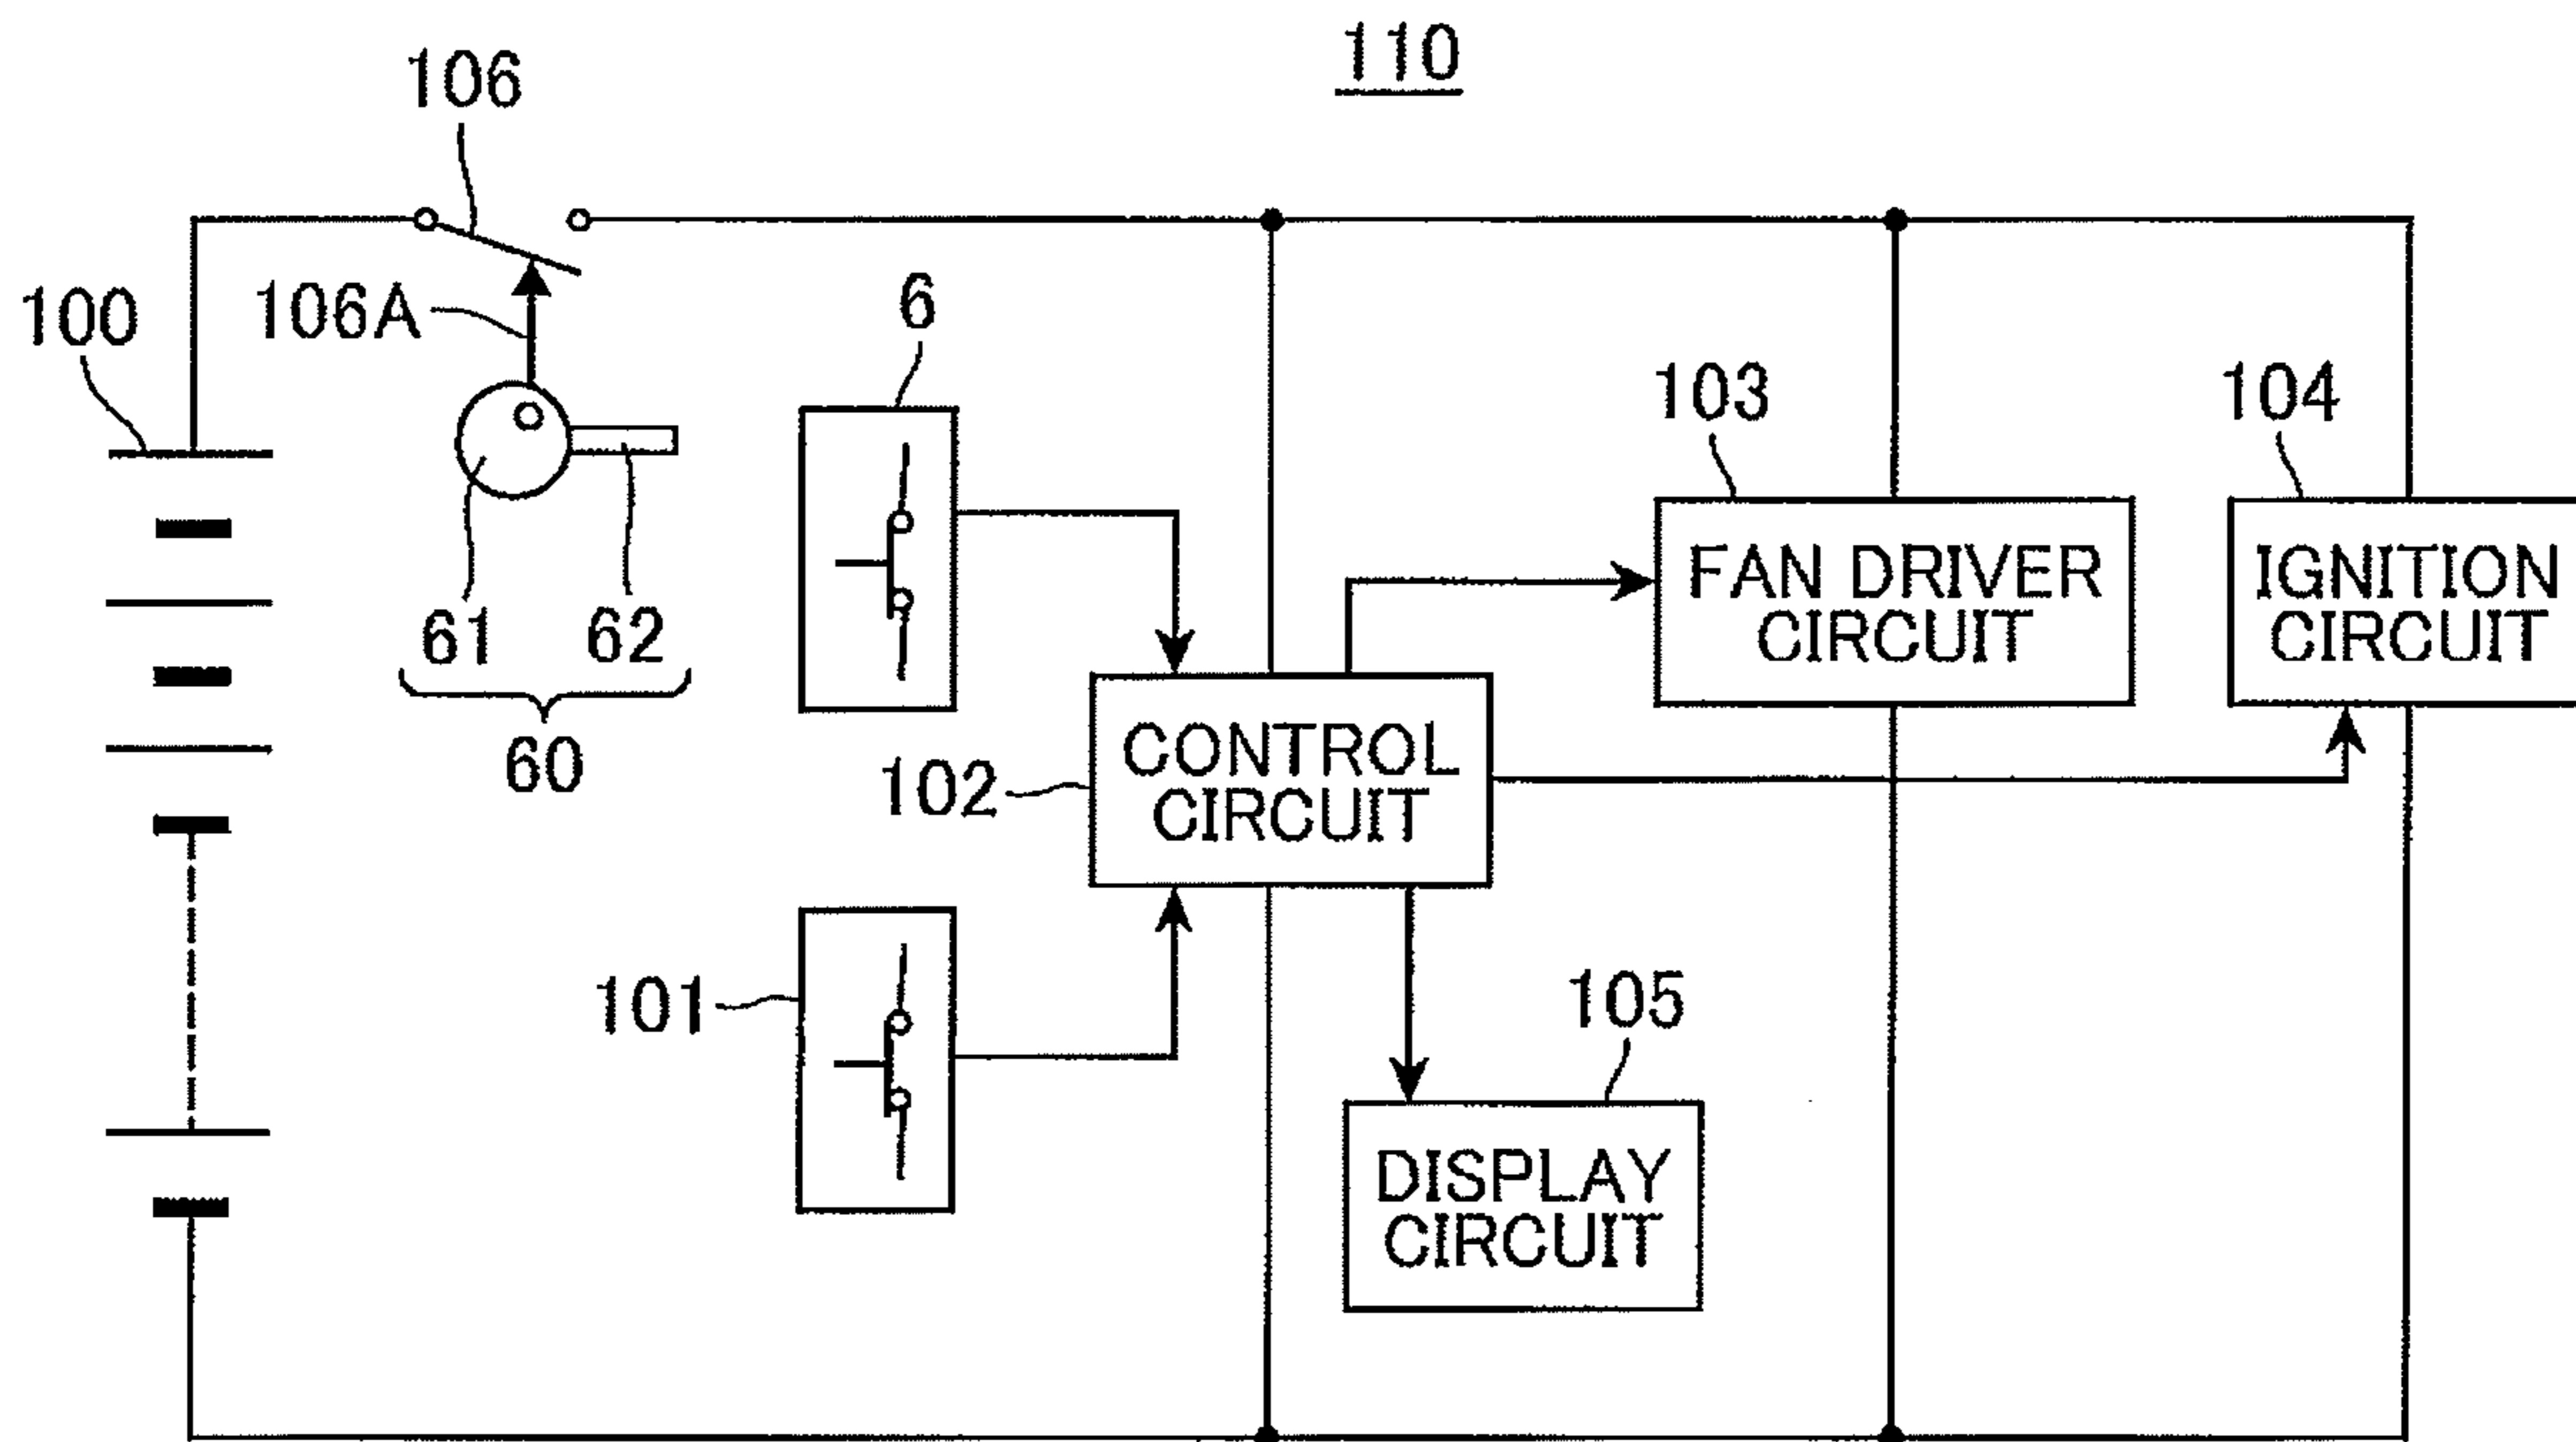 110
106
100
106A
6
103
104
FAN DRIVER
CIRCUIT
IGNITION
CIRCUIT
61
62
60
102
CONTROL
CIRCUIT
101
105
DISPLAY
CIRCUIT